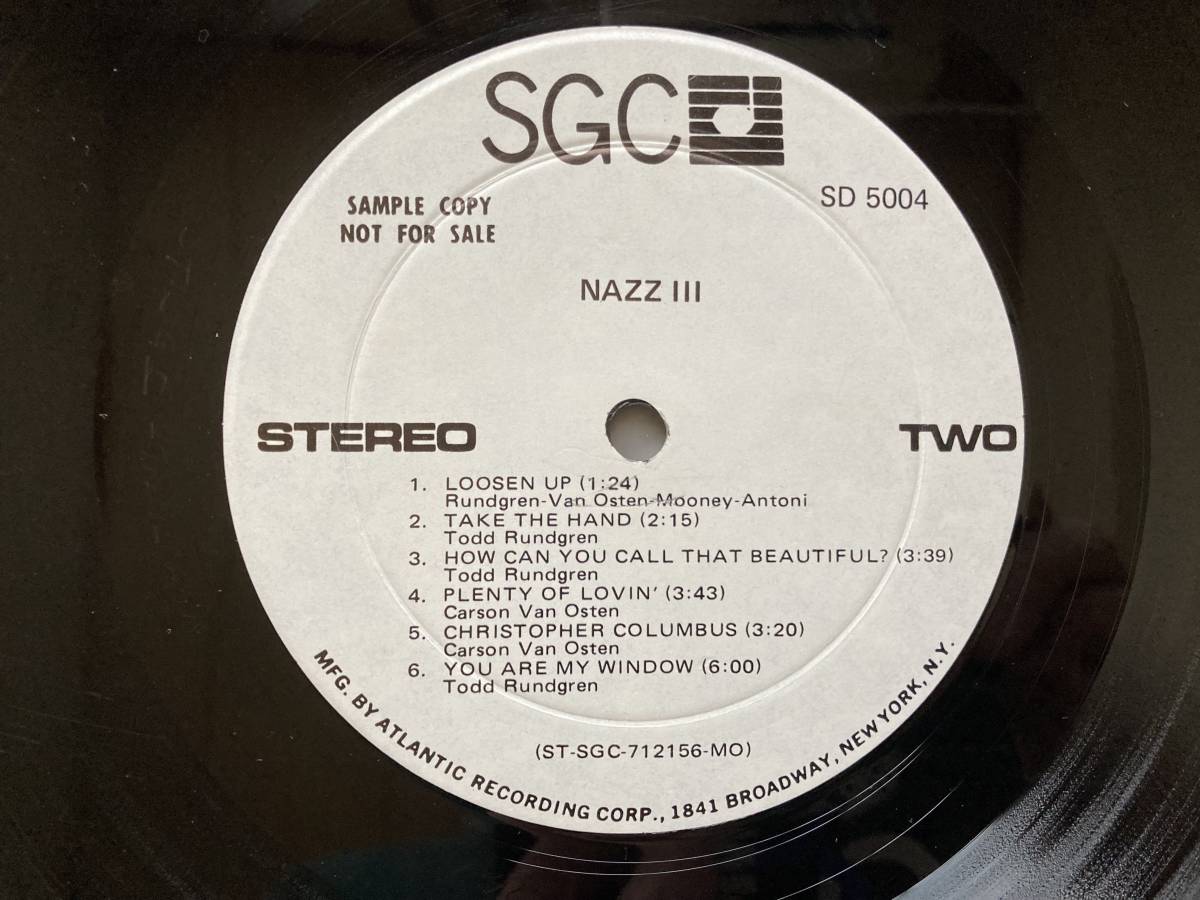 SGC
SAMPLE COPY
NOT FOR SALE
SD 5004
NAZZ III
STEREO
TWO
1. LOOSEN UP (1:24)
Rundgren-Van Osten-Mooney-Antoni
2. TAKE THE HAND (2:15)
Todd Rundgren
3. HOW CAN YOU CALL THAT BEAUTIFUL? (3:39)
Todd Rundgren
4. PLENTY OF LOVIN' (3:43)
Carson Van Osten
5. CHRISTOPHER COLUMBUS (3:20)
Carson Van Osten
6. YOU ARE MY WINDOW (6:00)
Todd Rundgren
(ST-SGC-712156-MO)
MFG. BY ATLANTIC RECORDING CORP., 1841 BROADWAY, NEW YORK, N.Y.